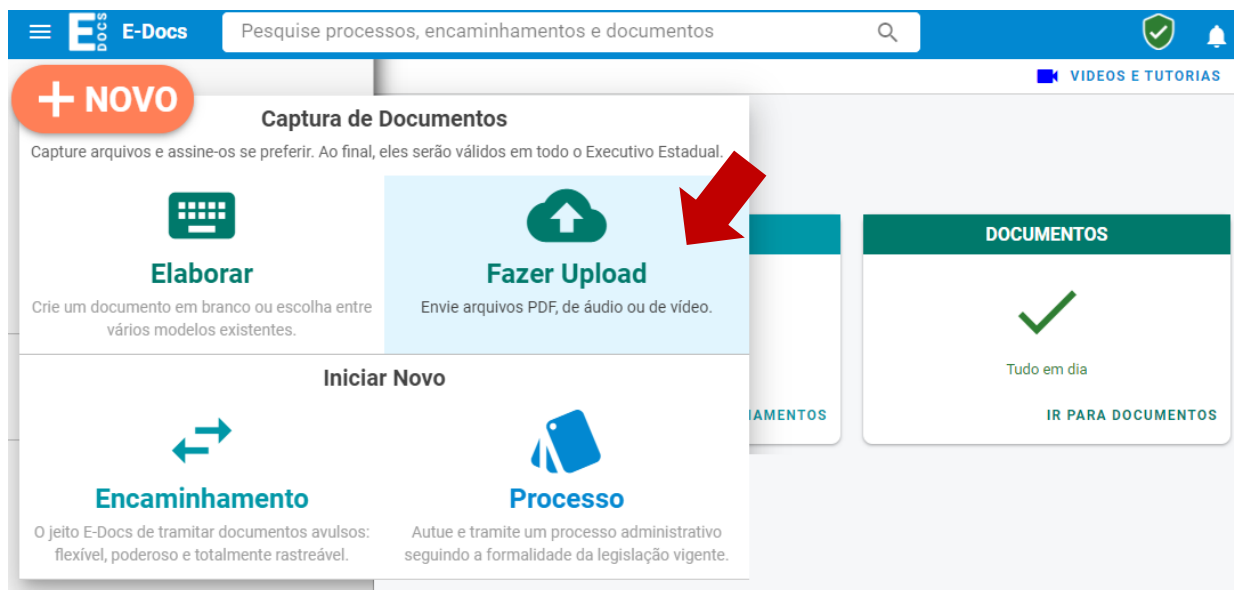 E DOCS E-Docs Pesquise processos, encaminhamentos e documentos
VIDEOS E TUTORIAS
+ NOVO
Captura de Documentos
Capture arquivos e assine-os se preferir. Ao final, eles serão válidos em todo o Executivo Estadual.
Elaborar
Crie um documento em branco ou escolha entre
vários modelos existentes.
Fazer Upload
Envie arquivos PDF, de áudio ou de vídeo.
Iniciar Novo
Encaminhamento
O jeito E-Docs de tramitar documentos avulsos:
flexível, poderoso e totalmente rastreável.
Processo
Autue e tramite um processo administrativo
seguindo a formalidade da legislação vigente.
AMENTOS
DOCUMENTOS
Tudo em dia
IR PARA DOCUMENTOS